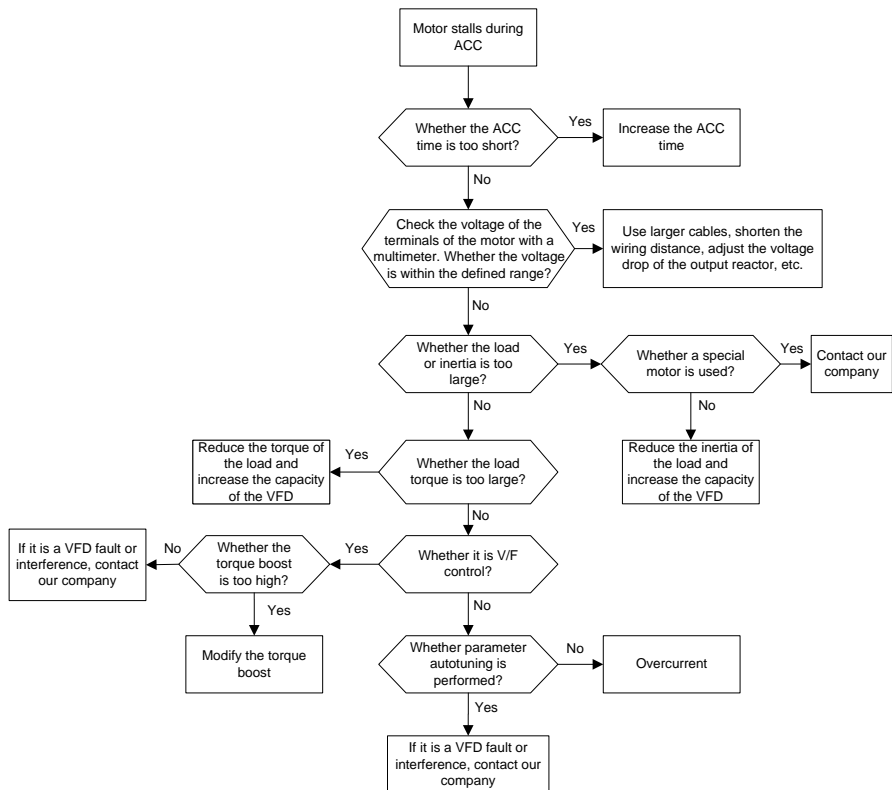 Motor stalls during
ACC
Whether the ACC
time is too short?
Yes
Increase the ACC
time
No
Check the voltage of the
terminals of the motor with a
multimeter. Whether the voltage
is within the defined range?
Yes
Use larger cables, shorten the
wiring distance, adjust the voltage
drop of the output reactor, etc.
No
Whether the load
or inertia is too
large?
Yes
Whether a special
motor is used?
Yes
Contact our
company
No
No
Reduce the inertia of
the load and
increase the capacity
of the VFD
Reduce the torque of
the load and
increase the capacity
of the VFD
Yes
Whether the load
torque is too large?
No
If it is a VFD fault or
interference, contact
our company
No
Whether the
torque boost
is too high?
Yes
Whether it is V/F
control?
Yes
No
Modify the torque
boost
Whether parameter
autotuning is
performed?
No
Overcurrent
Yes
If it is a VFD fault or
interference, contact our
company